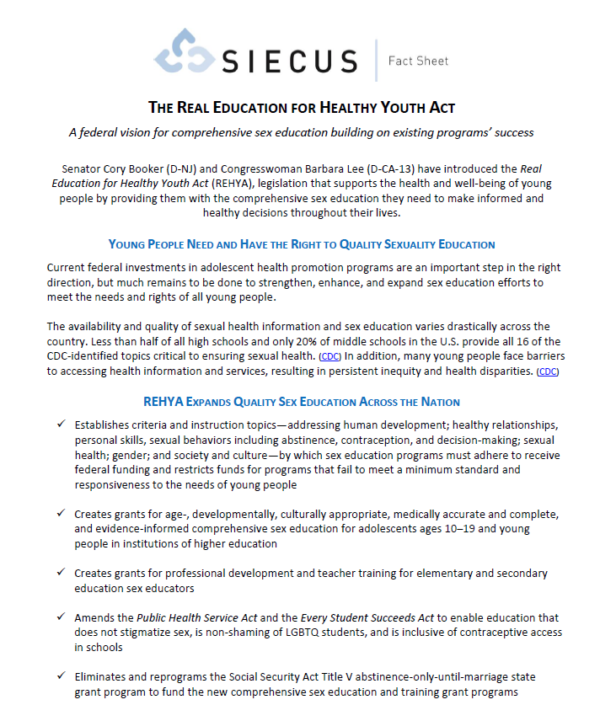 SIECUS
Fact Sheet
THE REAL EDUCATION FOR HEALTHY YOUTH ACT
A federal vision for comprehensive sex education building on existing programs’ success
Senator Cory Booker (D-NJ) and Congresswoman Barbara Lee (D-CA-13) have introduced the Real
Education for Healthy Youth Act (REHYA), legislation that supports the health and well-being of young
people by providing them with the comprehensive sex education they need to make informed and
healthy decisions throughout their lives.
YOUNG PEOPLE NEED AND HAVE THE RIGHT TO QUALITY SEXUALITY EDUCATION
Current federal investments in adolescent health promotion programs are an important step in the right
direction, but much remains to be done to strengthen, enhance, and expand sex education efforts to
meet the needs and rights of all young people.
The availability and quality of sexual health information and sex education varies drastically across the
country. Less than half of all high schools and only 20% of middle schools in the U.S. provide all 16 of the
CDC-identified topics critical to ensuring sexual health. (CDC) In addition, many young people face barriers
to accessing health information and services, resulting in persistent inequity and health disparities. (CDC)
REHYA EXPANDS QUALITY SEX EDUCATION ACROSS THE NATION
✓ Establishes criteria and instruction topics—addressing human development; healthy relationships,
personal skills, sexual behaviors including abstinence, contraception, and decision-making; sexual
health; gender; and society and culture—by which sex education programs must adhere to receive
federal funding and restricts funds for programs that fail to meet a minimum standard and
responsiveness to the needs of young people
✓ Creates grants for age-, developmentally, culturally appropriate, medically accurate and complete,
and evidence-informed comprehensive sex education for adolescents ages 10–19 and young
people in institutions of higher education
✓ Creates grants for professional development and teacher training for elementary and secondary
education sex educators
✓ Amends the Public Health Service Act and the Every Student Succeeds Act to enable education that
does not stigmatize sex, is non-shaming of LGBTQ students, and is inclusive of contraceptive access
in schools
✓ Eliminates and reprograms the Social Security Act Title V abstinence-only-until-marriage state
grant program to fund the new comprehensive sex education and training grant programs